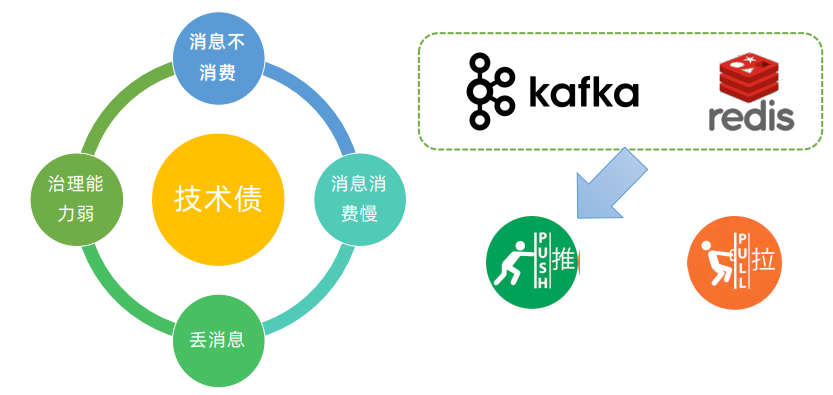 消息不
消费
治理能
力弱
技术债
消息消
费慢
丢消息
kafka
redis
PUSH
推
PULL
拉